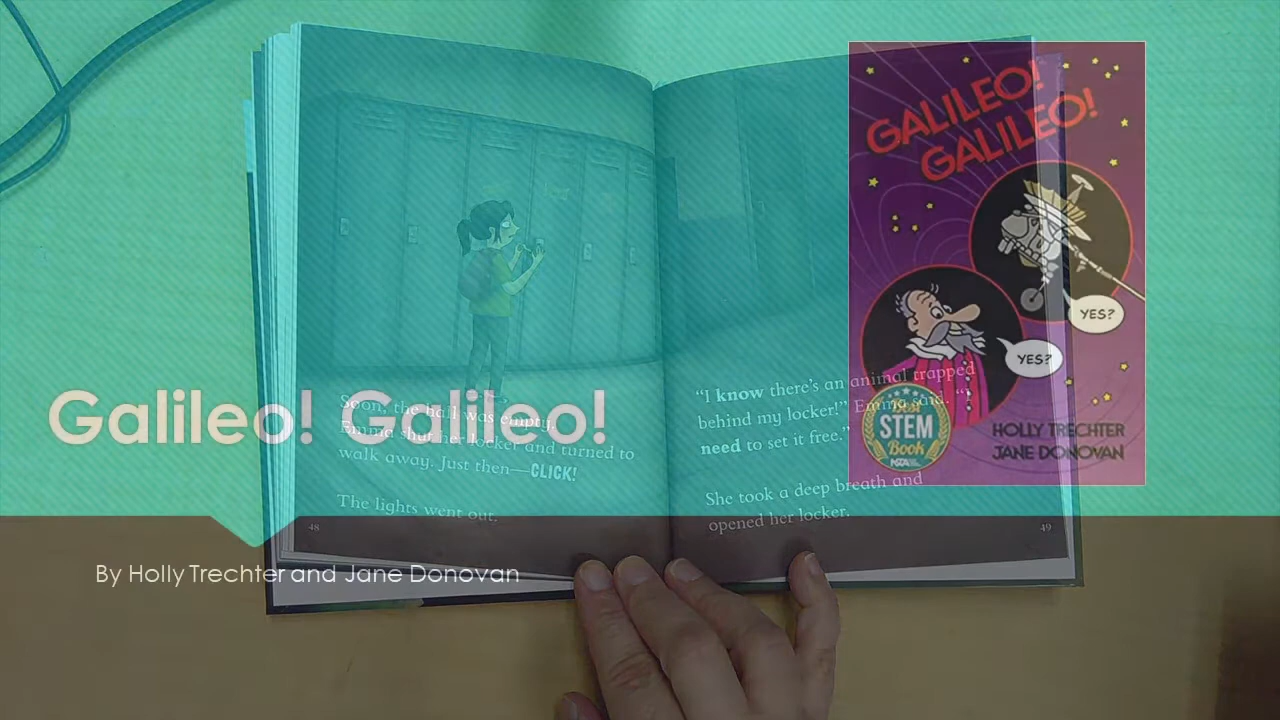 Galileo! Galileo!
By Holly Trechter and Jane Donovan
GALILEO!
GALILEO!
YES?
YES?
Best
STEM
Book
NSTA
HOLLY TRECHTER
JANE DONOVAN
Soon, the hall was empty.
Emma shut her locker and turned to
walk away. Just then—CLICK!
The lights went out.
48
“I know there’s an animal trapped
behind my locker!” Emma said. “I
need to set it free.”
She took a deep breath and
opened her locker.
49